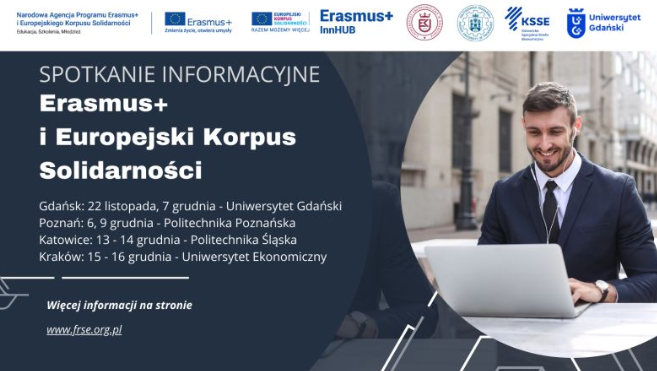 Narodowa Agencja Programu Erasmus+
i Europejskiego Korpusu Solidarności
Edukacja, Szkolenia, Młodzież
Erasmus+
Zmienia życie, otwiera umysły
EUROPEJSKI
KORPUS
SOLIDARNOŚCI
RAZEM MOŻEMY WIĘCEJ
Erasmus+
InnHUB
KSSE
Uniwersytet
Gdański
SPOTKANIE INFORMACYJNE
Erasmus+
i Europejski Korpus
Solidarności
Gdańsk: 22 listopada, 7 grudnia - Uniwersytet Gdański
Poznań: 6, 9 grudnia - Politechnika Poznańska
Katowice: 13 - 14 grudnia - Politechnika Śląska
Kraków: 15 - 16 grudnia - Uniwersytet Ekonomiczny
Więcej informacji na stronie
www.frse.org.pl